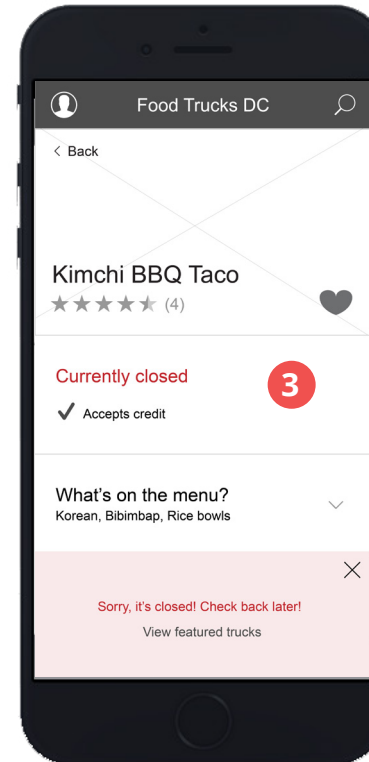 Food Trucks DC
< Back
Kimchi BBQ Taco
(4)
Currently closed
3
Accepts credit
What's on the menu?
Korean, Bibimbap, Rice bowls
Sorry, it's closed! Check back later!
View featured trucks